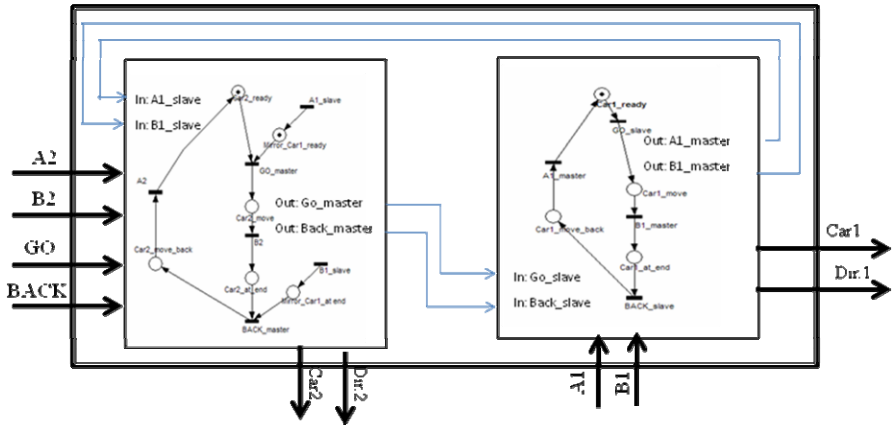 In: A1_slave
In: B1_slave
Car2_ready
A1_slave
Mirror_Car1_ready
GO_master
A2
Out: Go_master
Car2_move
Out: Back_master
B2
Car2_move_back
B1_slave
Car2_at_end
Mirror_Car1_at end
BACK_master
Car1_ready
GO_slave
Out: A1_master
Out: B1_master
A1_master
Car1_move
Car1_move_back
B1_master
Car1_at_end
In: Go_slave
In: Back_slave
BACK_slave
A2
B2
GO
BACK
Car1
Dir.1
Car2
Dir.2
A1
B1